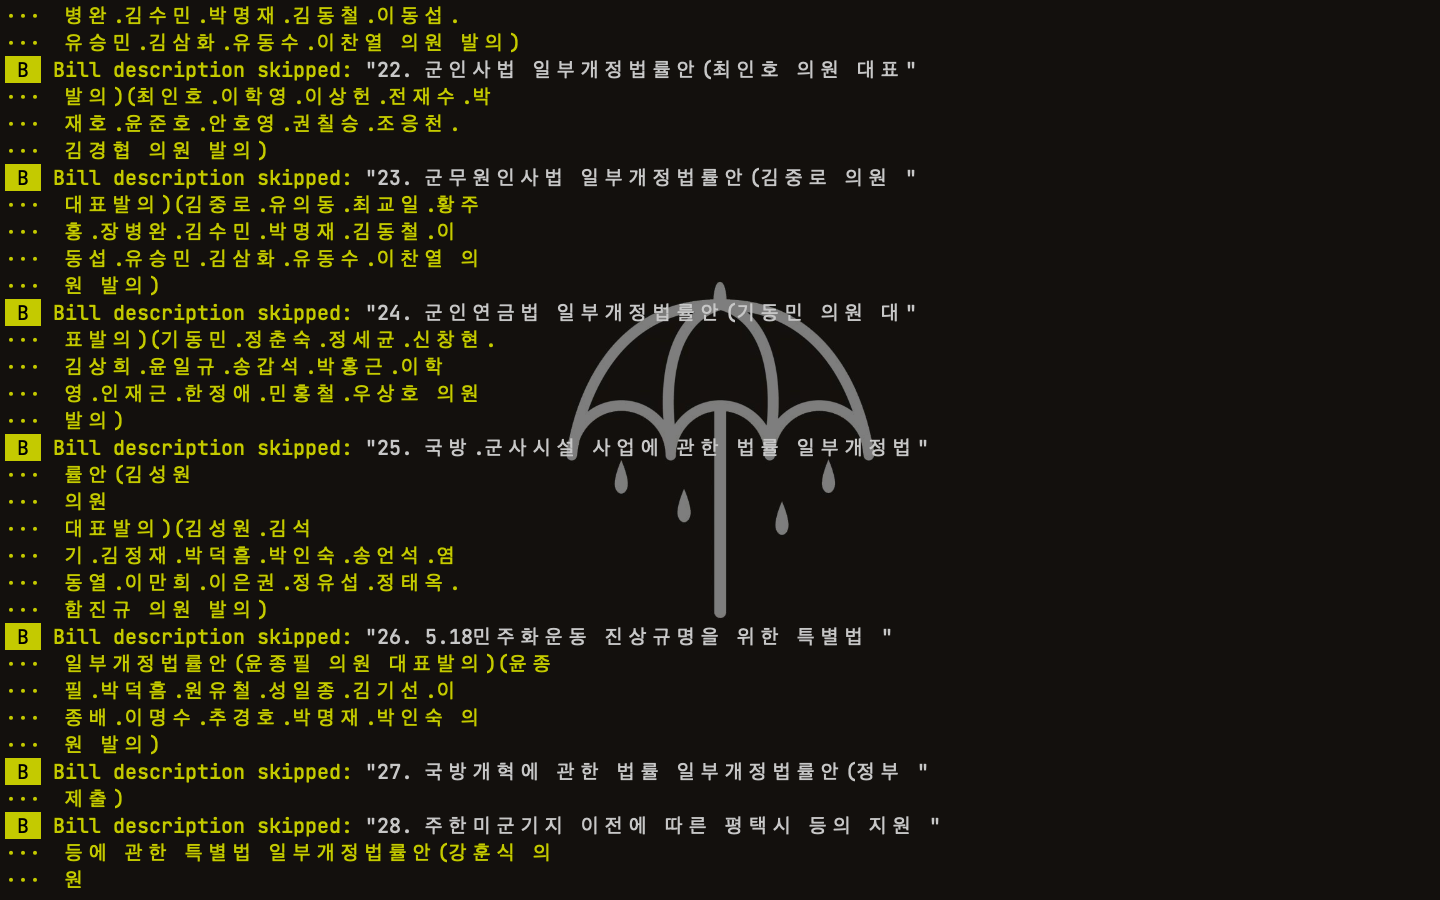 ··· 병완.김수민.박명재.김동철.이동섭.
··· 유승민.김삼화.유동수.이찬열 의원 발의)
B Bill description skipped: "22. 군인사법 일부개정법률안(최인호 의원 대표"
··· 발의)(최인호.이학영.이상헌.전재수.박
··· 재호.윤준호.안호영.권칠승.조응천.
··· 김경협 의원 발의)
B Bill description skipped: "23. 군무원인사법 일부개정법률안(김중로 의원 "
··· 대표발의)(김중로.유의동.최교일.황주
··· 홍.장병완.김수민.박명재.김동철.이
··· 동섭.유승민.김삼화.유동수.이찬열 의
··· 원 발의)
B Bill description skipped: "24. 군인연금법 일부개정법률안(기동민 의원 대"
··· 표발의)(기동민.정춘숙.정세균.신창현.
··· 김상희.윤일규.송갑석.박홍근.이학
··· 영.인재근.한정애.민홍철.우상호 의원
··· 발의)
B Bill description skipped: "25. 국방.군사시설 사업에 관한 법률 일부개정법"
··· 률안(김성원
··· 의원
··· 대표발의)(김성원.김석
··· 기.김정재.박덕흠.박인숙.송언석.염
··· 동열.이만희.이은권.정유섭.정태옥.
··· 함진규 의원 발의)
B Bill description skipped: "26. 5.18민주화운동 진상규명을 위한 특별법 "
··· 일부개정법률안(윤종필 의원 대표발의)(윤종
··· 필.박덕흠.원유철.성일종.김기선.이
··· 종배.이명수.추경호.박명재.박인숙 의
··· 원 발의)
B Bill description skipped: "27. 국방개혁에 관한 법률 일부개정법률안(정부 "
··· 제출)
B Bill description skipped: "28. 주한미군기지 이전에 따른 평택시 등의 지원 "
··· 등에 관한 특별법 일부개정법률안(강훈식 의
··· 원